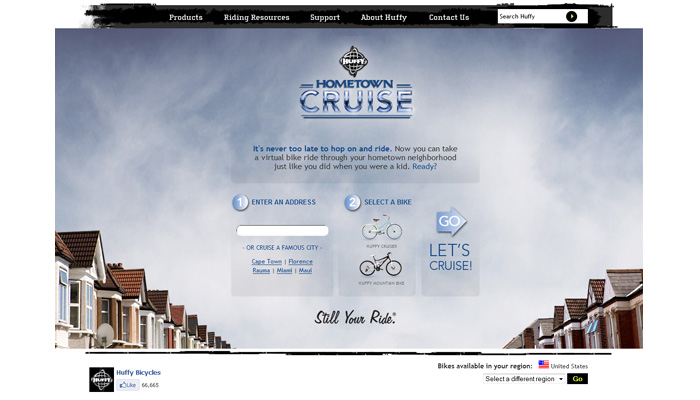 Products Riding Resources Support About Huffy Contact Us Search Huffy
HUFFY
HOMETOWN
CRUISE
It's never too late to hop on and ride. Now you can take
a virtual bike ride through your hometown neighborhood
just like you did when you were a kid. Ready?
1 ENTER AN ADDRESS
- OR CRUISE A FAMOUS CITY -
Cape Town | Florence
Rauma | Miami | Maui
2 SELECT A BIKE
HUFFY CRUISER
HUFFY MOUNTAIN BIKE
GO
LET'S
CRUISE!
Still Your Ride.®
HUFFY
Huffy Bicycles
Like 66,665
Bikes available in your region: United States
Select a different region Go